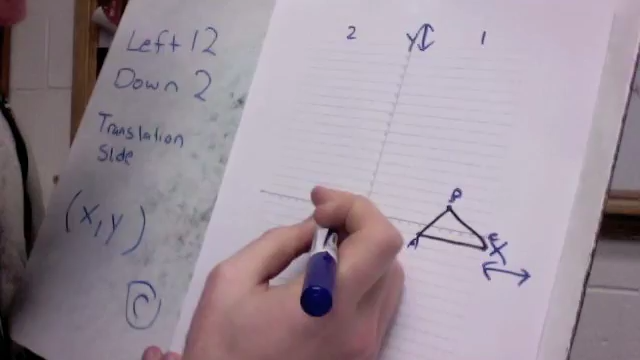 Left 12
Down 2
Translation
Slide
(x,y)
C
2
Y
1
B
A
C
X